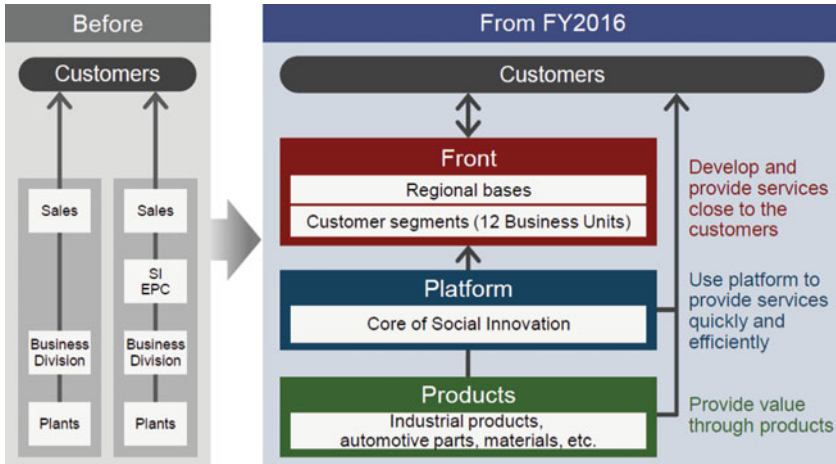 Before
Customers
Sales
Business
Division
Plants
Sales
SI
EPC
Business
Division
Plants
From FY2016
Customers
Front
Regional bases
Customer segments (12 Business Units)
Develop and
provide services
close to the
customers
Platform
Core of Social Innovation
Use platform to
provide services
quickly and
efficiently
Products
Industrial products,
automotive parts, materials, etc.
Provide value
through products